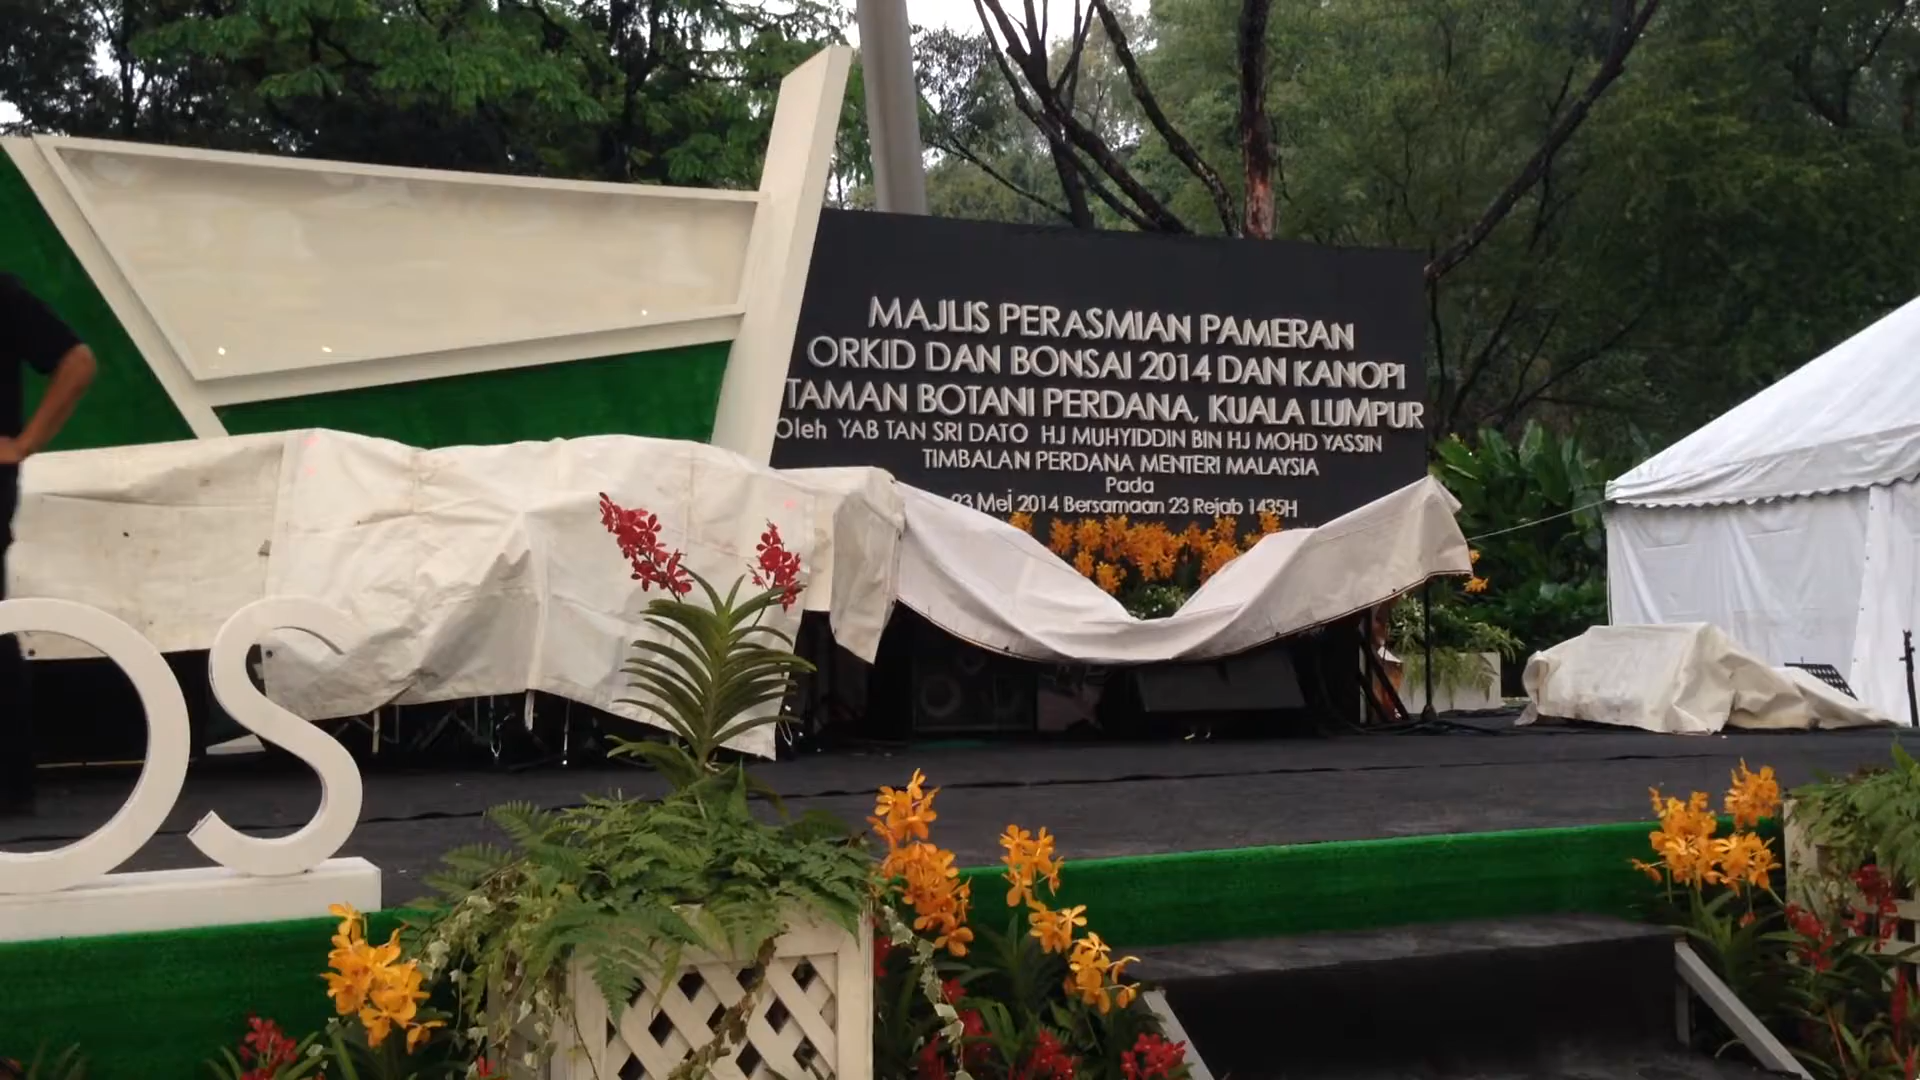 MAJLIS PERASMIAN PAMERAN
ORKID DAN BONSAI 2014 DAN KANOPI
TAMAN BOTANI PERDANA, KUALA LUMPUR
Oleh YAB TAN SRI DATO HJ MUHYIDDIN BIN HJ MOHD YASSIN
TIMBALAN PERDANA MENTERI MALAYSIA
Pada
23 Mei 2014 Bersamaan 23 Rejab 1435H
OS